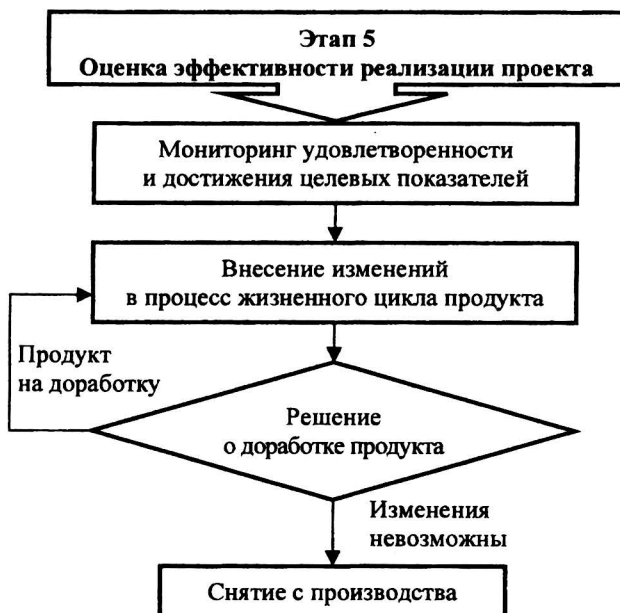 Этап 5
Оценка эффективности реализации проекта
Мониторинг удовлетворенности
и достижения целевых показателей
Внесение изменений
в процесс жизненного цикла продукта
Продукт
на доработку
Решение
о доработке продукта
Изменения
невозможны
Снятие с производства